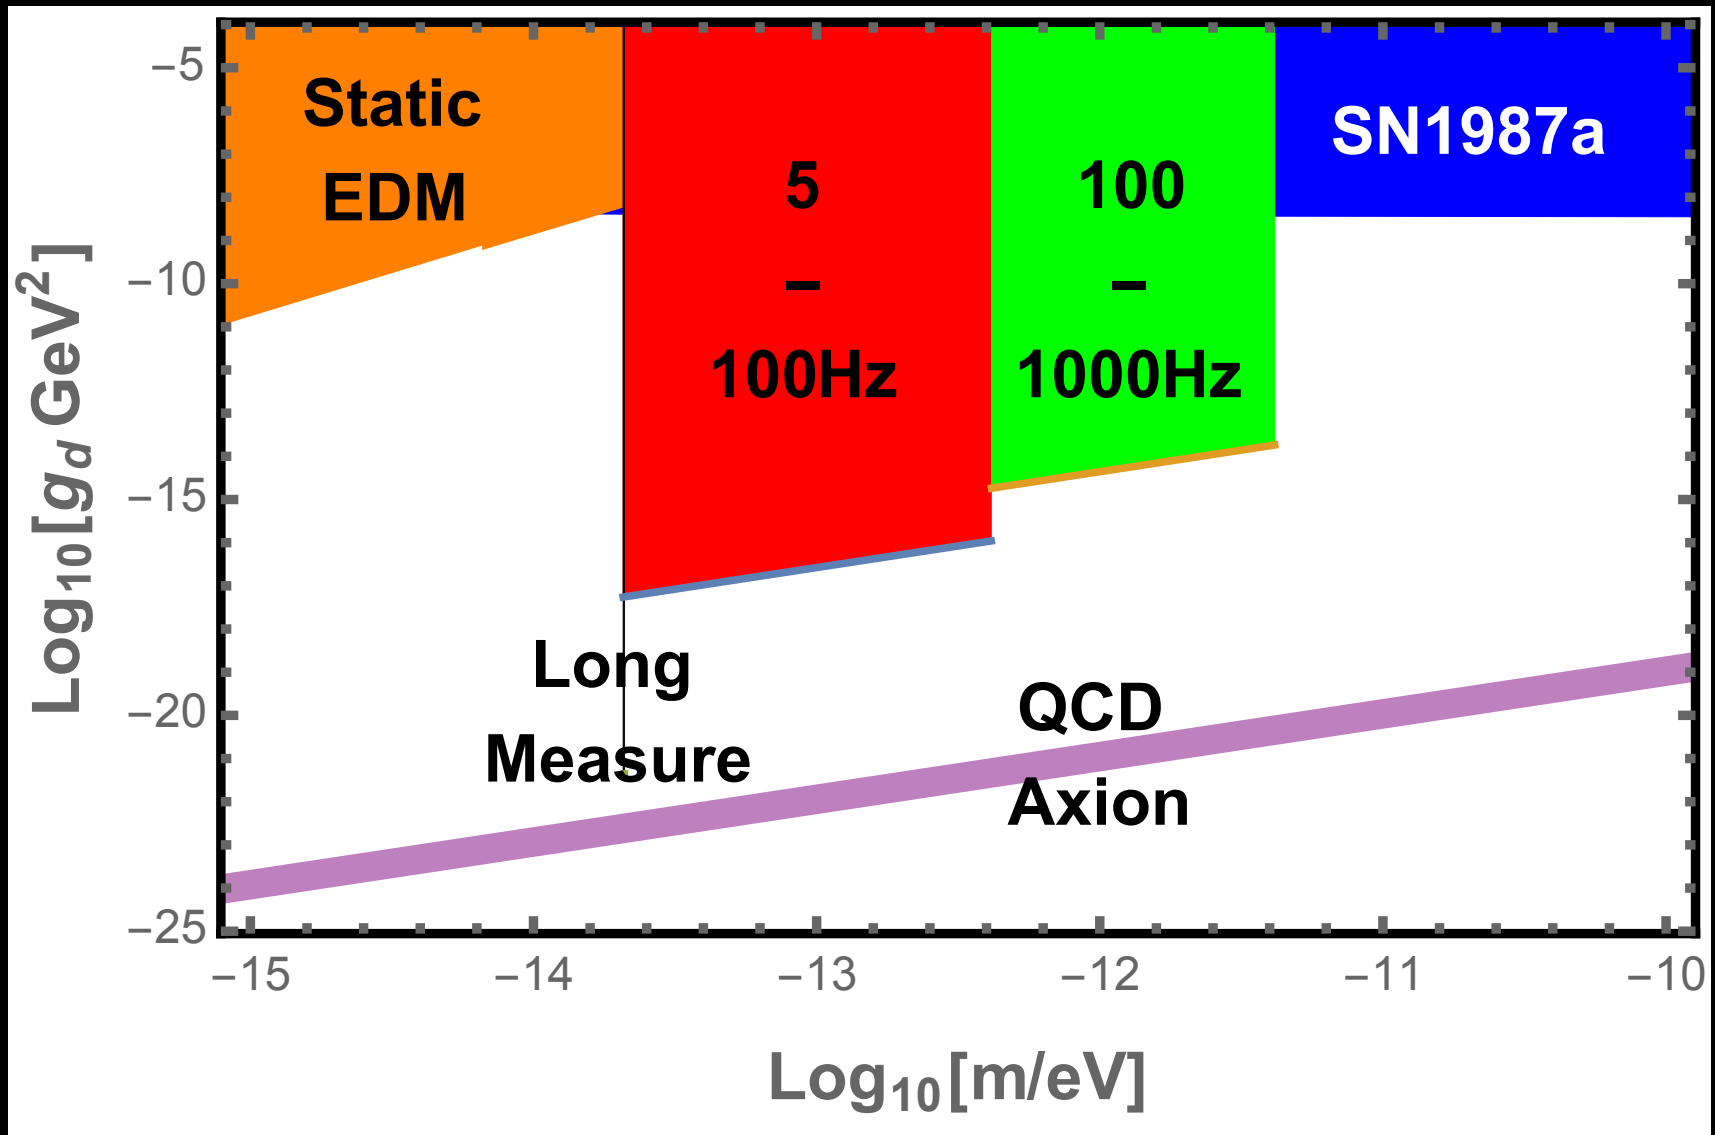 Static
EDM
5
–
100Hz
100
–
1000Hz
SN1987a
Long
Measure
QCD
Axion
Log₁₀[g_d GeV²]
−5
−10
−15
−20
−25
−15
−14
−13
−12
−11
−10
Log₁₀[m/eV]